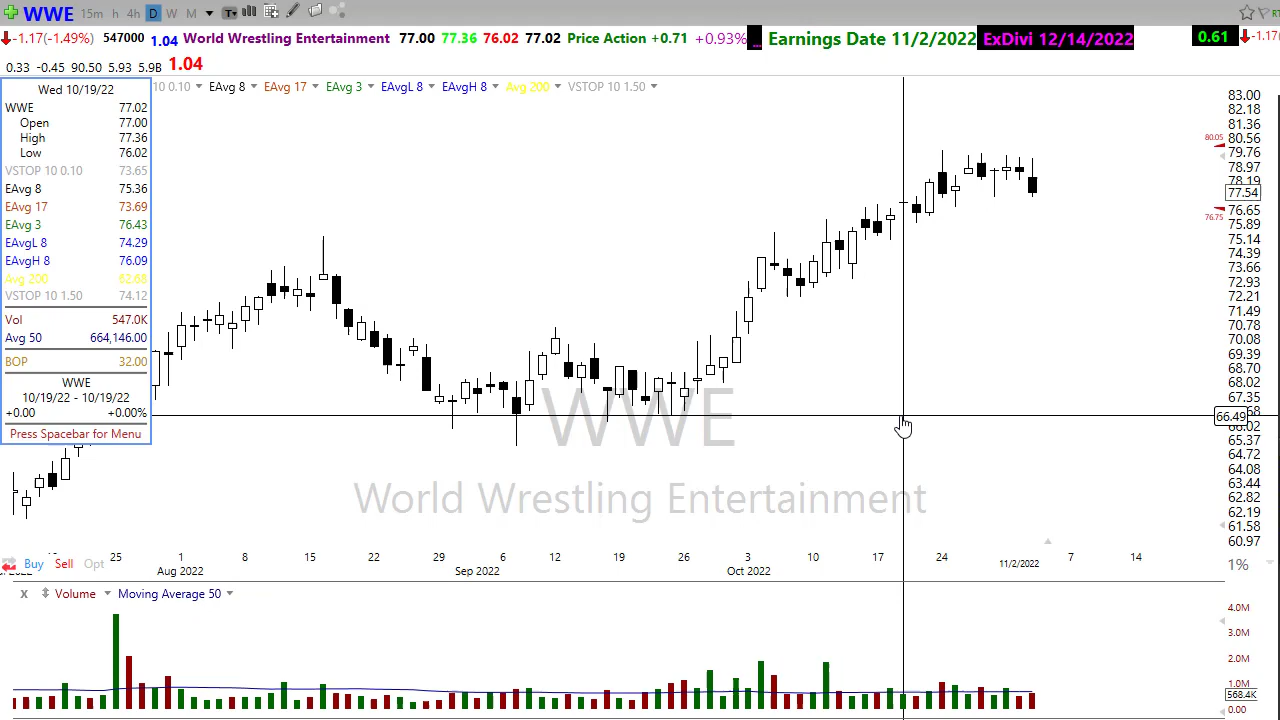 WWE 15m h 4h D W M T
-1.17(-1.49%) 547000 1.04 World Wrestling Entertainment 77.00 77.36 76.02 77.02 Price Action +0.71 +0.93% ... Earnings Date 11/2/2022 ExDivi 12/14/2022 0.61 -1.17(
0.33 -0.45 90.50 5.93 5.9B 1.04
Wed 10/19/22
WWE 77.02
Open 77.00
High 77.36
Low 76.02
VSTOP 10 0.10 73.65
EAvg 8 75.36
EAvg 17 73.69
EAvg 3 76.43
EAvgL 8 74.29
EAvgH 8 76.09
Avg 200 62.68
VSTOP 10 1.50 74.12
Vol 547.0K
Avg 50 664,146.00
BOP 32.00
WWE
10/19/22 - 10/19/22
+0.00 +0.00%
Press Spacebar for Menu
10 0.10 EAvg 8 EAvg 17 EAvg 3 EAvgL 8 EAvgH 8 Avg 200 VSTOP 10 1.50
83.00
82.18
81.36
80.05
80.56
79.76
78.97
78.19
77.54
76.65
76.75
75.89
75.14
74.39
73.66
72.93
72.21
71.49
70.78
70.08
69.39
68.70
68.02
67.35
66.49
66.02
65.37
64.72
64.08
63.44
62.82
62.19
61.58
60.97
WWE
World Wrestling Entertainment
25 1 8 15 22 29 6 12 19 26 3 10 17 24 7 14
Aug 2022 Sep 2022 Oct 2022 11/2/2022
Buy Sell Opt 1%
x Volume Moving Average 50
4.0M
3.0M
2.0M
1.0M
568.4K
0.00